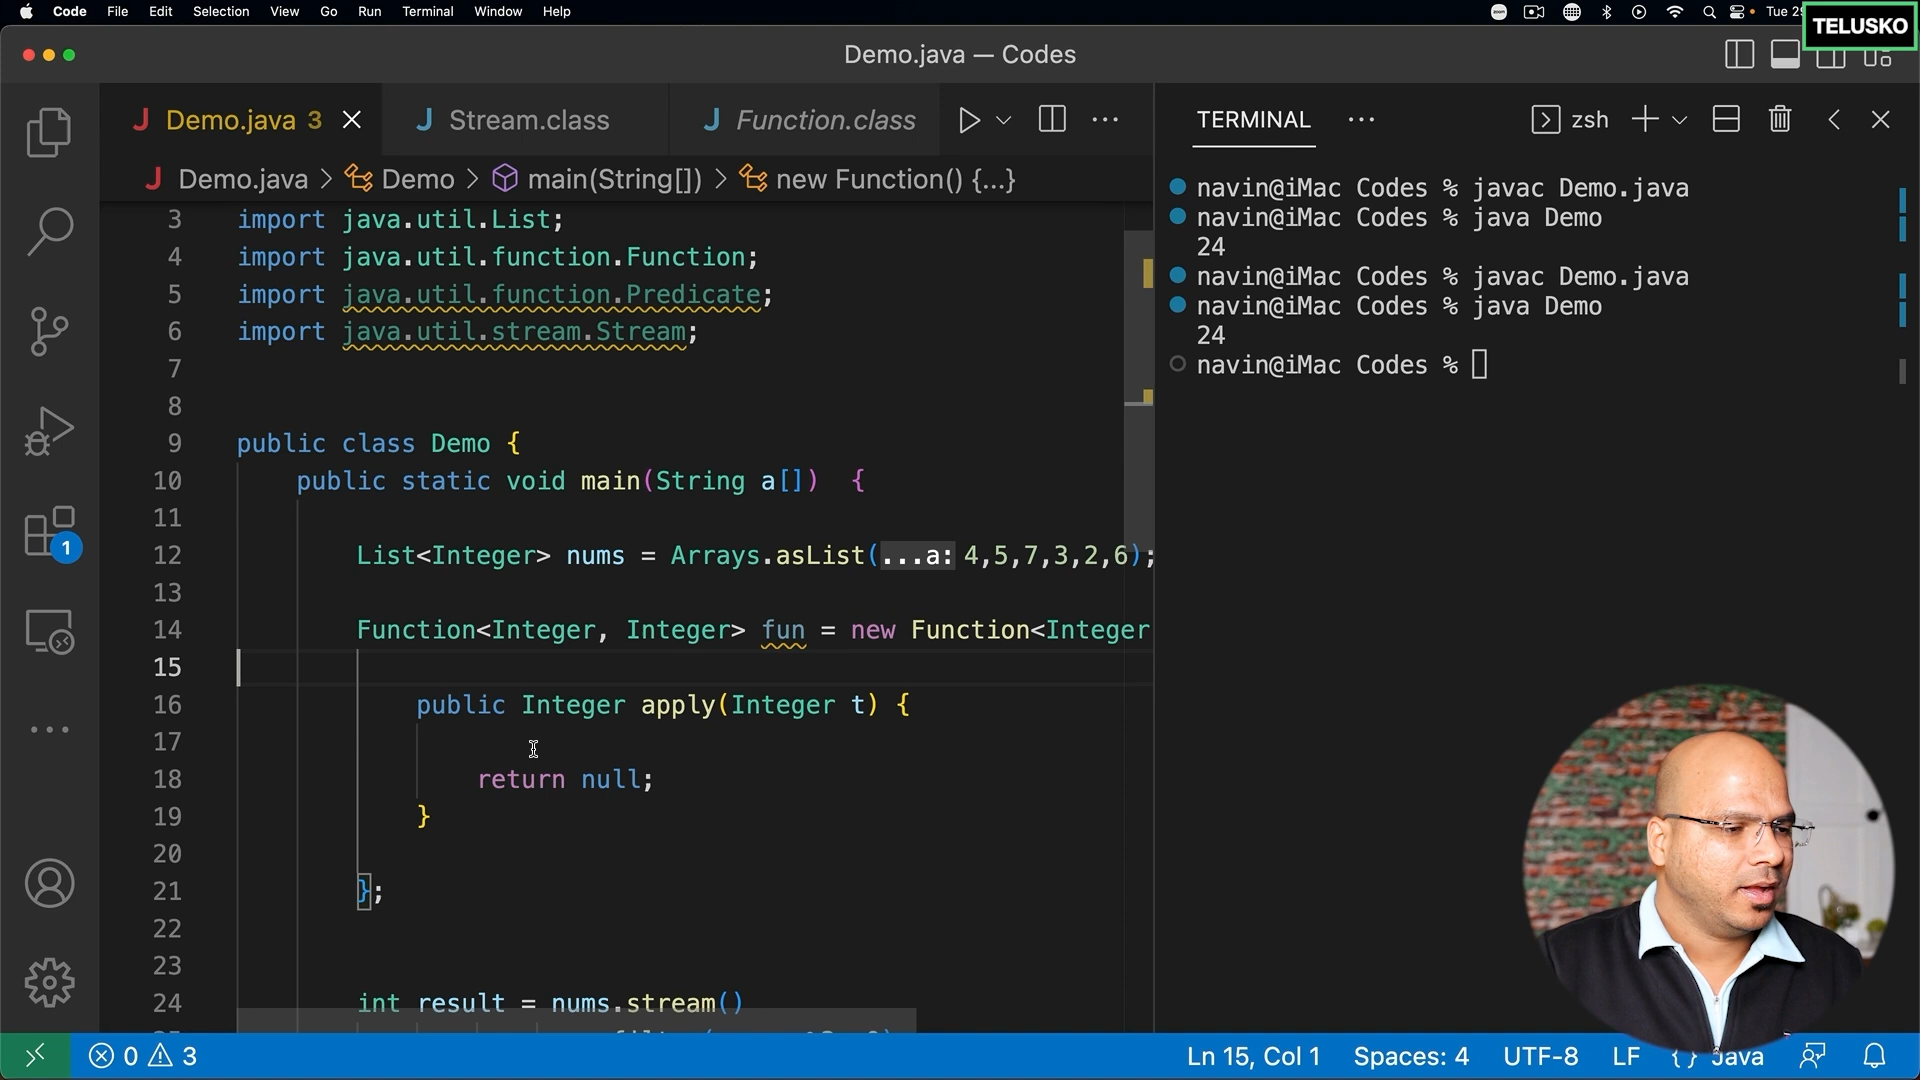 Code File Edit Selection View Go Run Terminal Window Help
Tue 2
TELUSKO
Demo.java — Codes
Demo.java 3
Stream.class
Function.class
TERMINAL
zsh
Demo.java > Demo > main(String[]) > new Function() {...}
3 import java.util.List;
4 import java.util.function.Function;
5 import java.util.function.Predicate;
6 import java.util.stream.Stream;
7
8
9 public class Demo {
10 public static void main(String a[]) {
11
12 List<Integer> nums = Arrays.asList(...a: 4,5,7,3,2,6);
13
14 Function<Integer, Integer> fun = new Function<Integer
15
16 public Integer apply(Integer t) {
17
18 return null;
19 }
20
21 };
22
23
24 int result = nums.stream()
navin@iMac Codes % javac Demo.java
navin@iMac Codes % java Demo
24
navin@iMac Codes % javac Demo.java
navin@iMac Codes % java Demo
24
navin@iMac Codes %
1
0 3
Ln 15, Col 1 Spaces: 4 UTF-8 LF { } Java